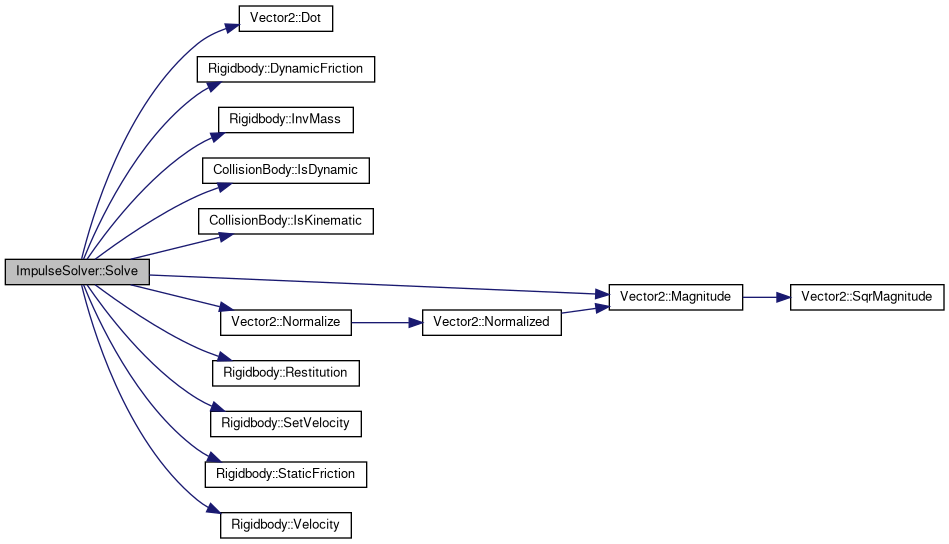 Vector2::Dot
Rigidbody::DynamicFriction
Rigidbody::InvMass
CollisionBody::IsDynamic
CollisionBody::IsKinematic
ImpulseSolver::Solve
Vector2::Magnitude
Vector2::SqrMagnitude
Vector2::Normalize
Vector2::Normalized
Rigidbody::Restitution
Rigidbody::SetVelocity
Rigidbody::StaticFriction
Rigidbody::Velocity